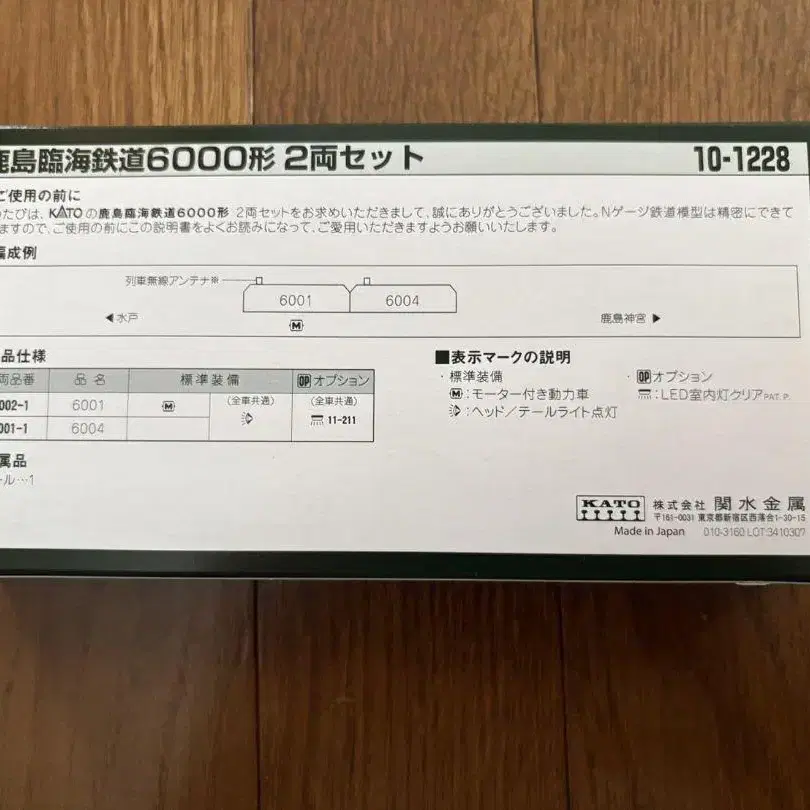 鹿島臨海鉄道6000形 2両セット 10-1228
ご使用の前に
のたびは、KATOの鹿島臨海鉄道6000形 2両セットをお求めいただきまして、誠にありがとうございました。Nゲージ鉄道模型は精密にできて
ますので、ご使用の前にこの説明書をよくお読みになって、ご愛用いただきますようお願いいたします。
編成例
列車無線アンテナ※
6001 6004
◀水戸 M 鹿島神宮▶
品仕様
両品番 品名 標準装備 OPオプション
002-1 6001 M (全車共通) (全車共通)
001-1 6004 11-211
属品
ール…1
■表示マークの説明
・標準装備 ・OPオプション
M:モーター付き動力車 :LED室内灯クリアPAT. P.
:ヘッド/テールライト点灯
KATO 株式会社 関水金属
〒161-0031 東京都新宿区西落合1-30-15
Made in Japan 010-3160 LOT:3410307